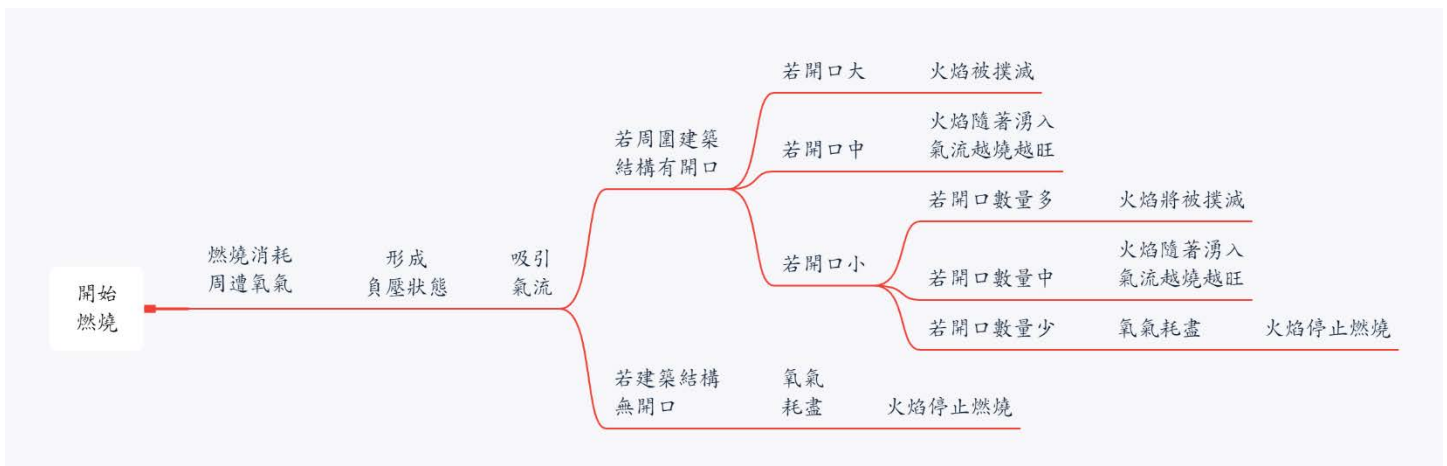 開始
燃燒
燃燒消耗
周遭氧氣
形成
負壓狀態
吸引
氣流
若周圍建築
結構有開口
若開口大
火焰被撲滅
若開口中
火焰隨著湧入
氣流越燒越旺
若開口小
若開口數量多
火焰將被撲滅
若開口數量中
火焰隨著湧入
氣流越燒越旺
若開口數量少
氧氣耗盡
火焰停止燃燒
若建築結構
無開口
氧氣
耗盡
火焰停止燃燒